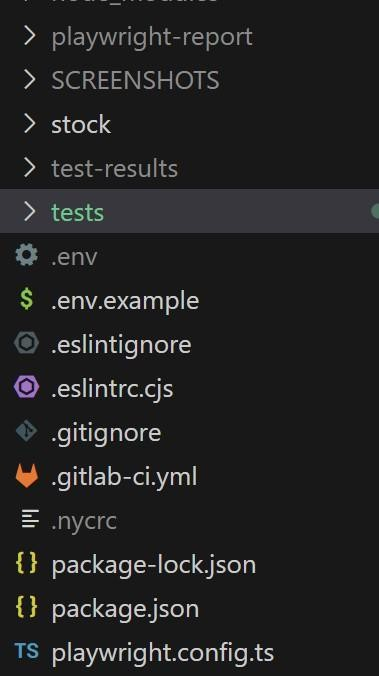 node_modules
playwright-report
SCREENSHOTS
stock
test-results
tests
.env
$ .env.example
.eslintignore
.eslintrc.cjs
.gitignore
.gitlab-ci.yml
.nycrc
{} package-lock.json
{} package.json
TS playwright.config.ts